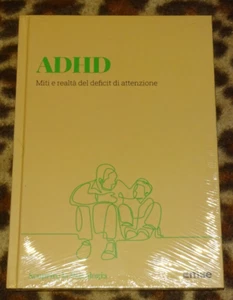 ADHD
Miti e realtà del deficit di attenzione
emse